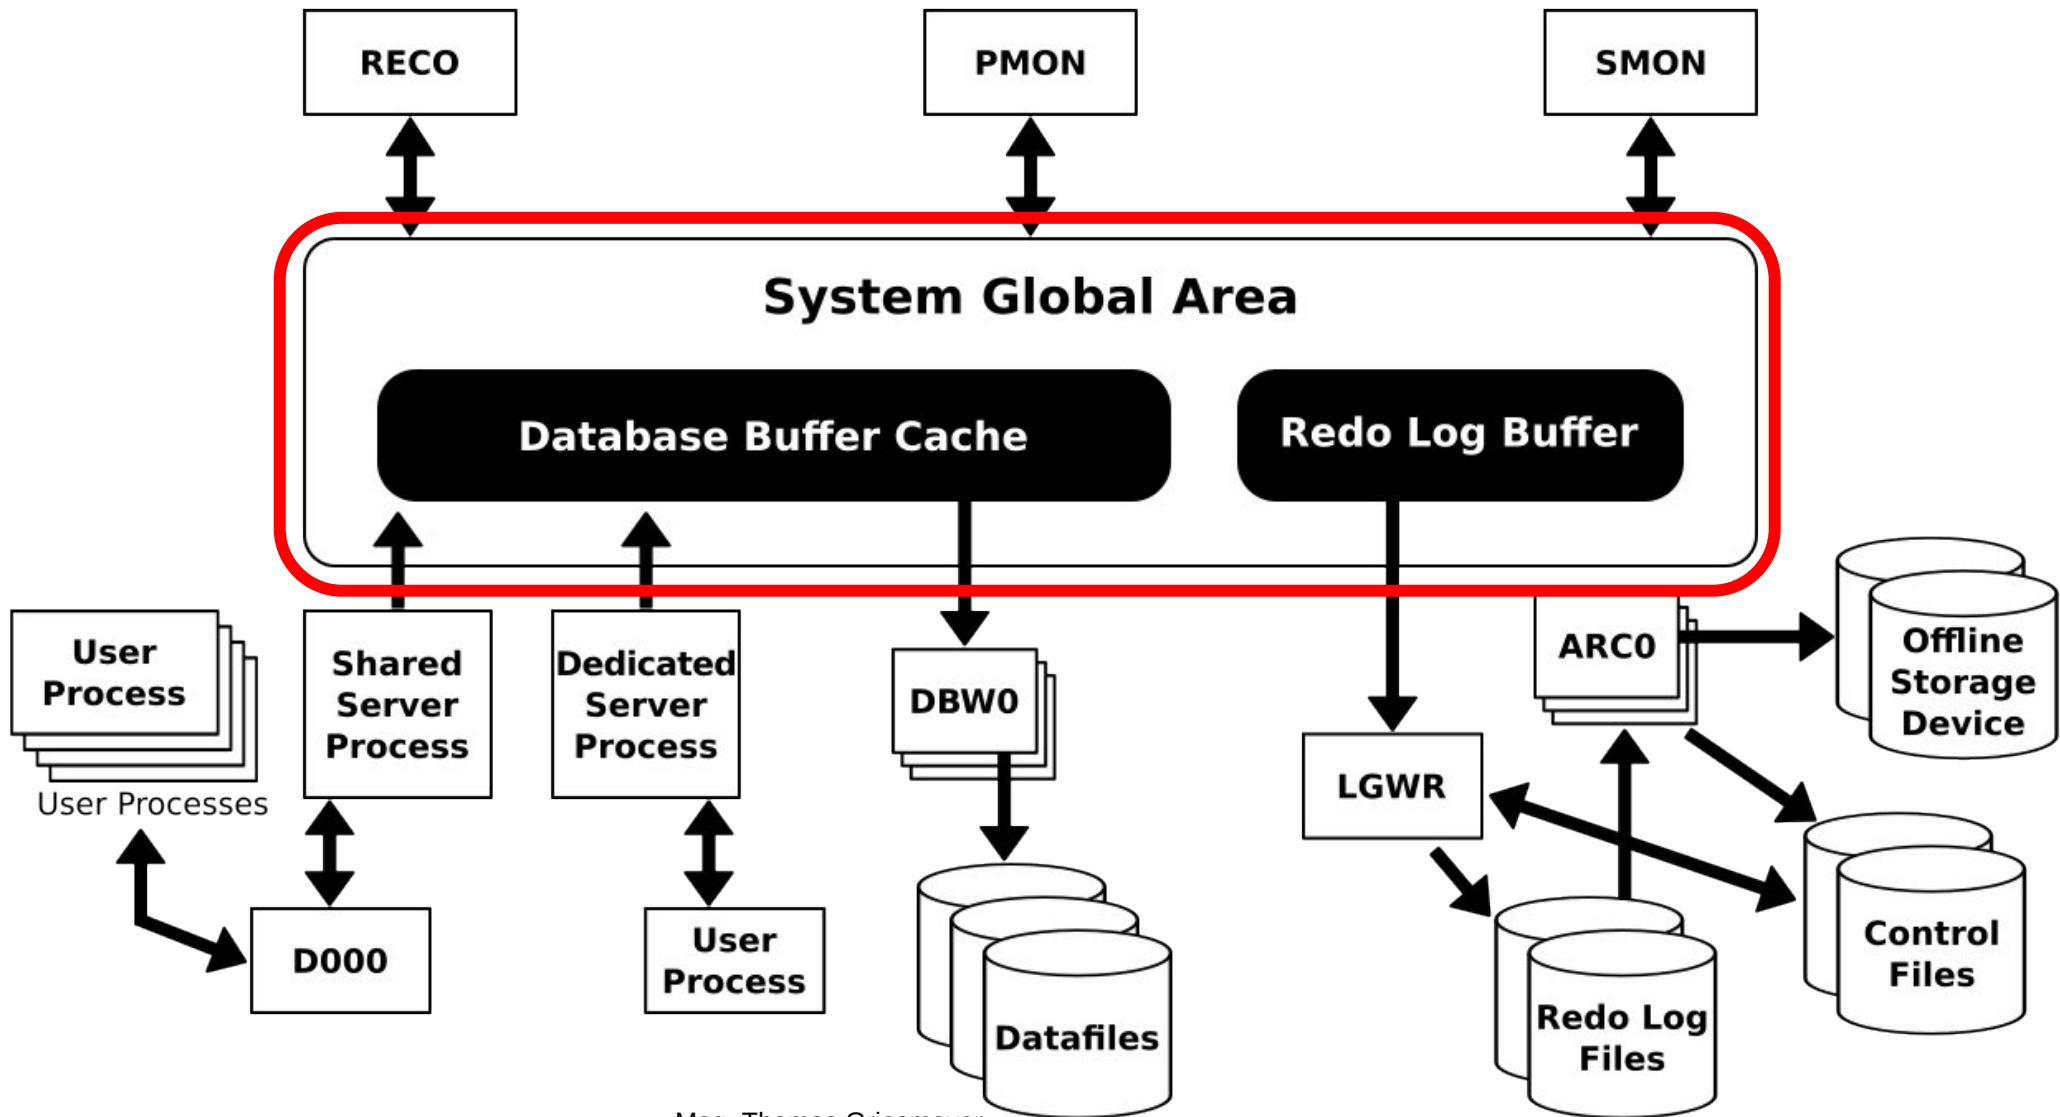 RECO
PMON
SMON
System Global Area
Database Buffer Cache
Redo Log Buffer
User
Process
User Processes
Shared
Server
Process
Dedicated
Server
Process
DBW0
ARC0
Offline
Storage
Device
LGWR
D000
User
Process
Datafiles
Redo Log
Files
Control
Files